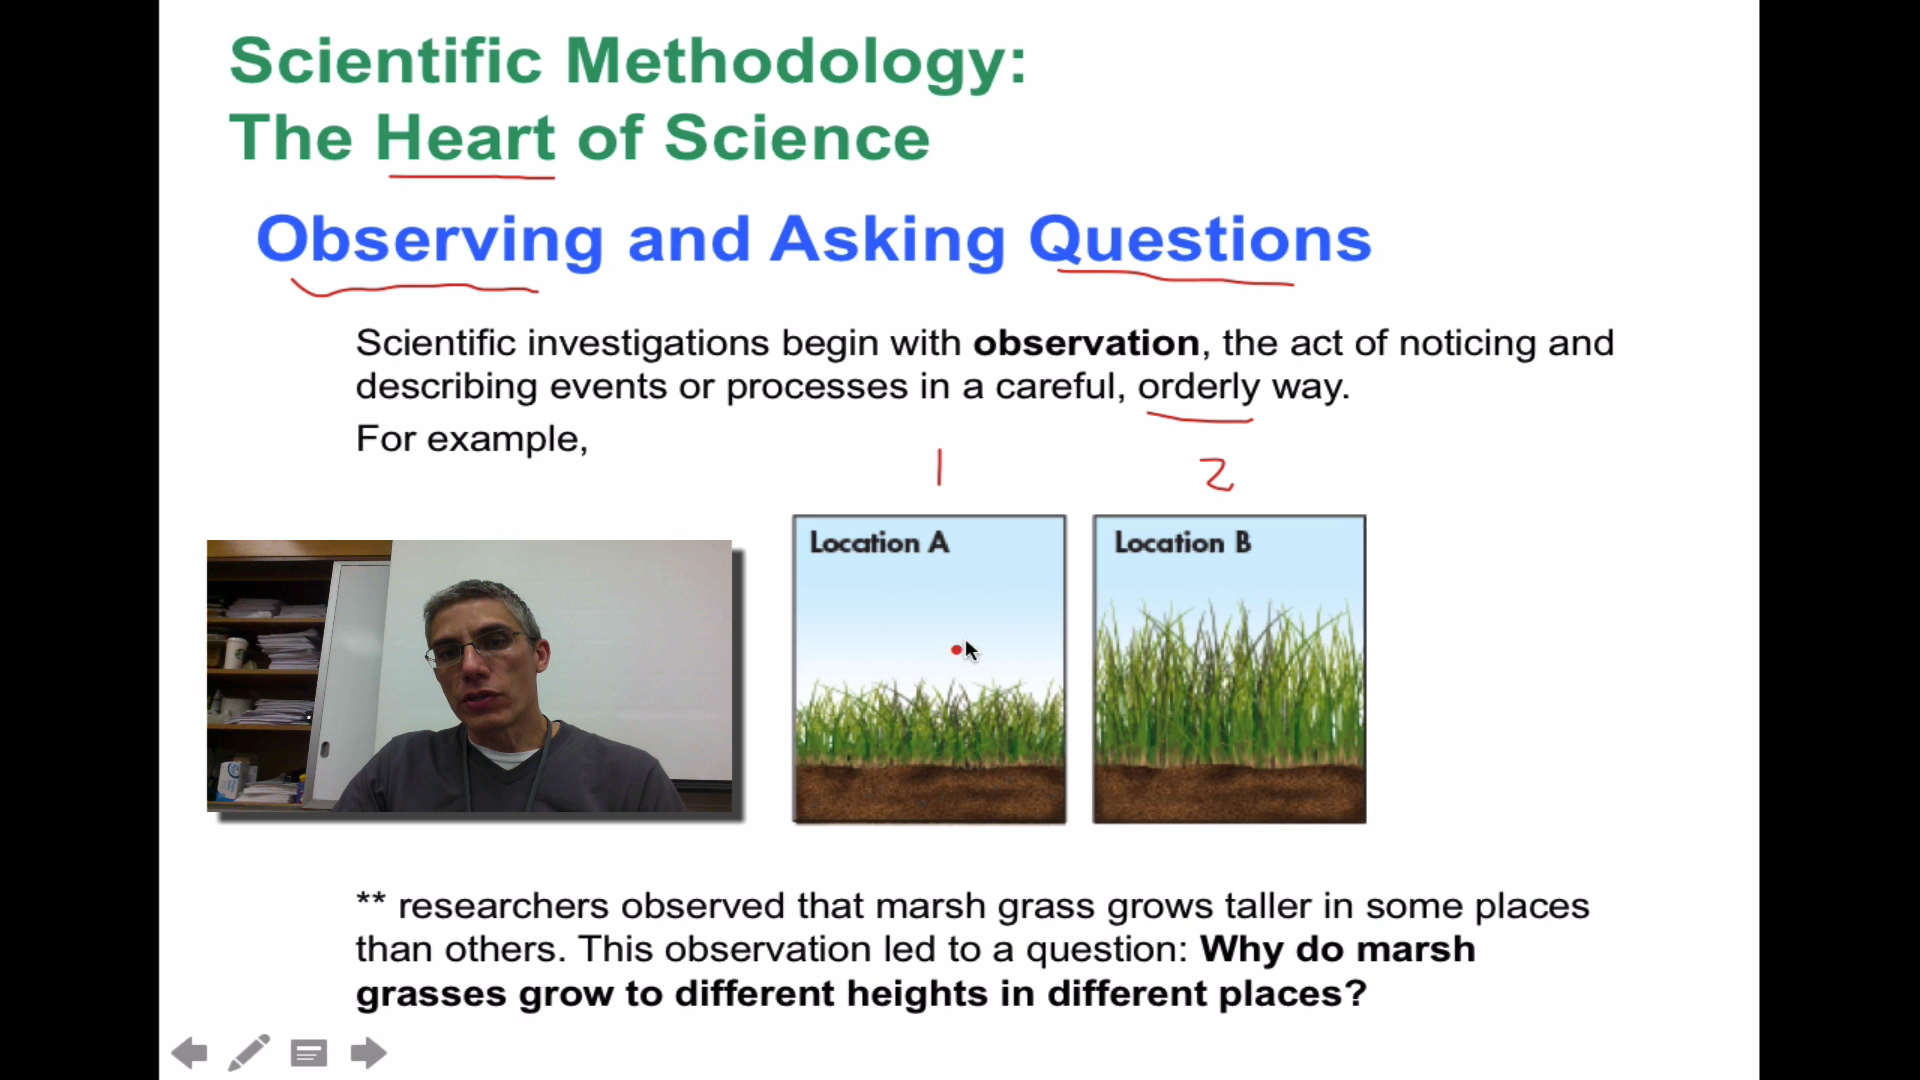 Scientific Methodology:
The Heart of Science
Observing and Asking Questions
Scientific investigations begin with observation, the act of noticing and
describing events or processes in a careful, orderly way.
For example,
1 2
Location A Location B
** researchers observed that marsh grass grows taller in some places
than others. This observation led to a question: Why do marsh
grasses grow to different heights in different places?